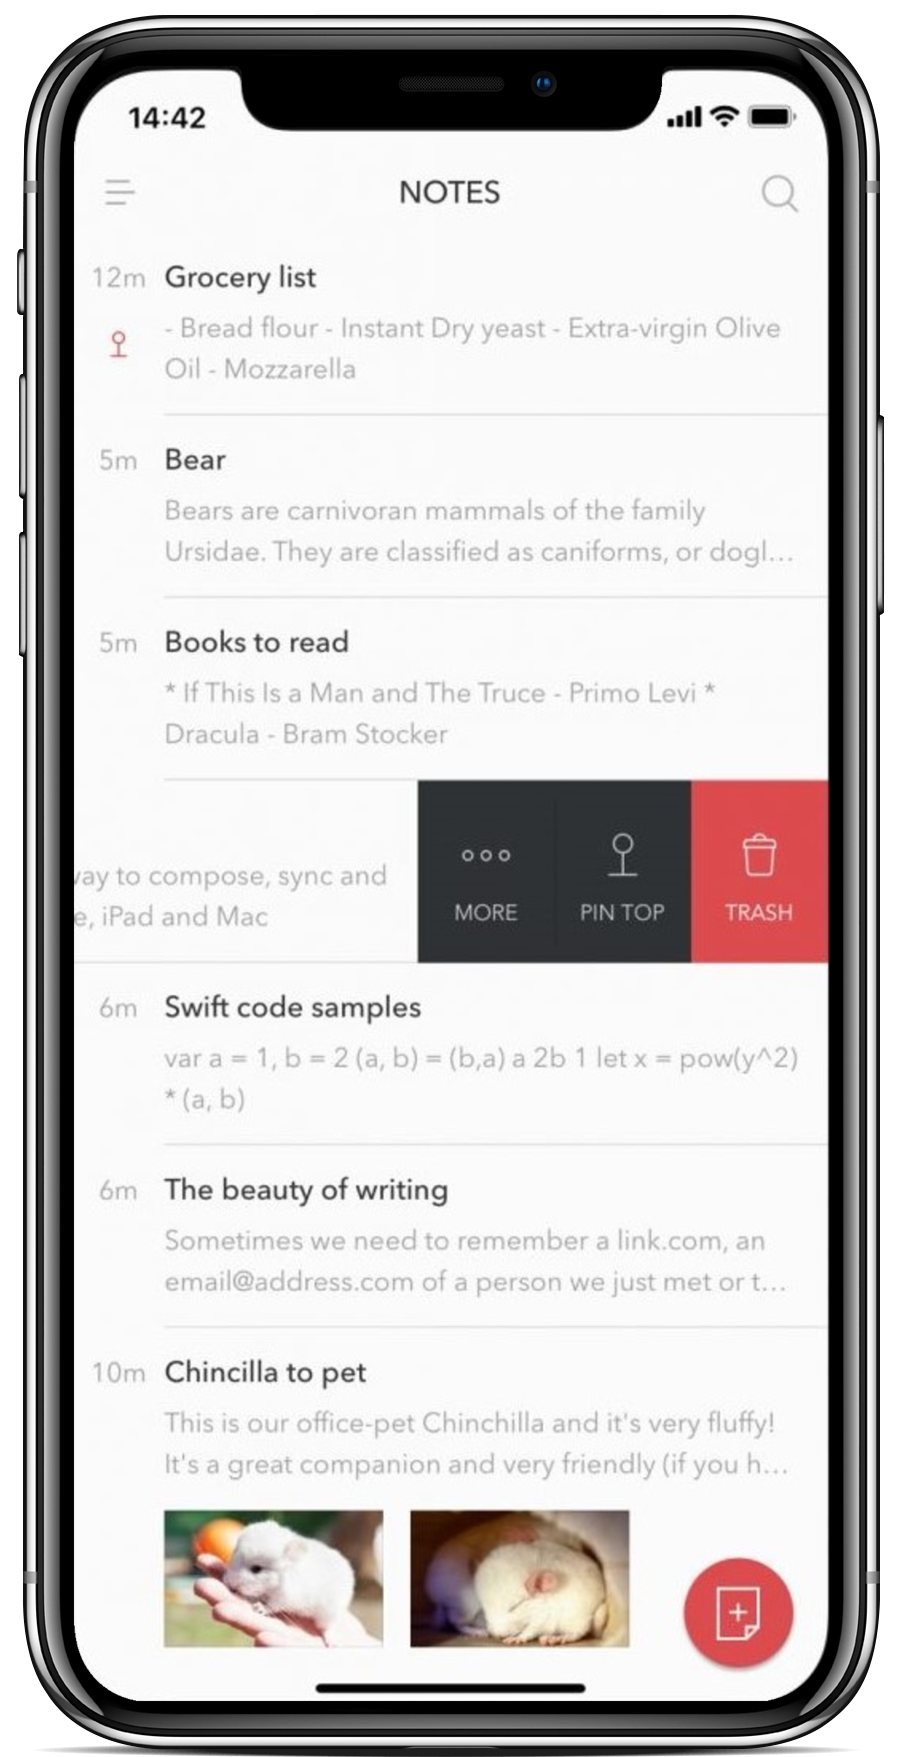 14:42
NOTES
12m Grocery list
- Bread flour - Instant Dry yeast - Extra-virgin Olive
Oil - Mozzarella
5m Bear
Bears are carnivoran mammals of the family
Ursidae. They are classified as caniforms, or dogl...
5m Books to read
* If This Is a Man and The Truce - Primo Levi *
Dracula - Bram Stocker
to compose, sync and
iPad and Mac
MORE PIN TOP TRASH
6m Swift code samples
var a = 1, b = 2 (a, b) = (b,a) a 2b 1 let x = pow(y^2)
* (a, b)
6m The beauty of writing
Sometimes we need to remember a link.com, an
email@address.com of a person we just met or t...
10m Chincilla to pet
This is our office-pet Chinchilla and it's very fluffy!
It's a great companion and very friendly (if you h...